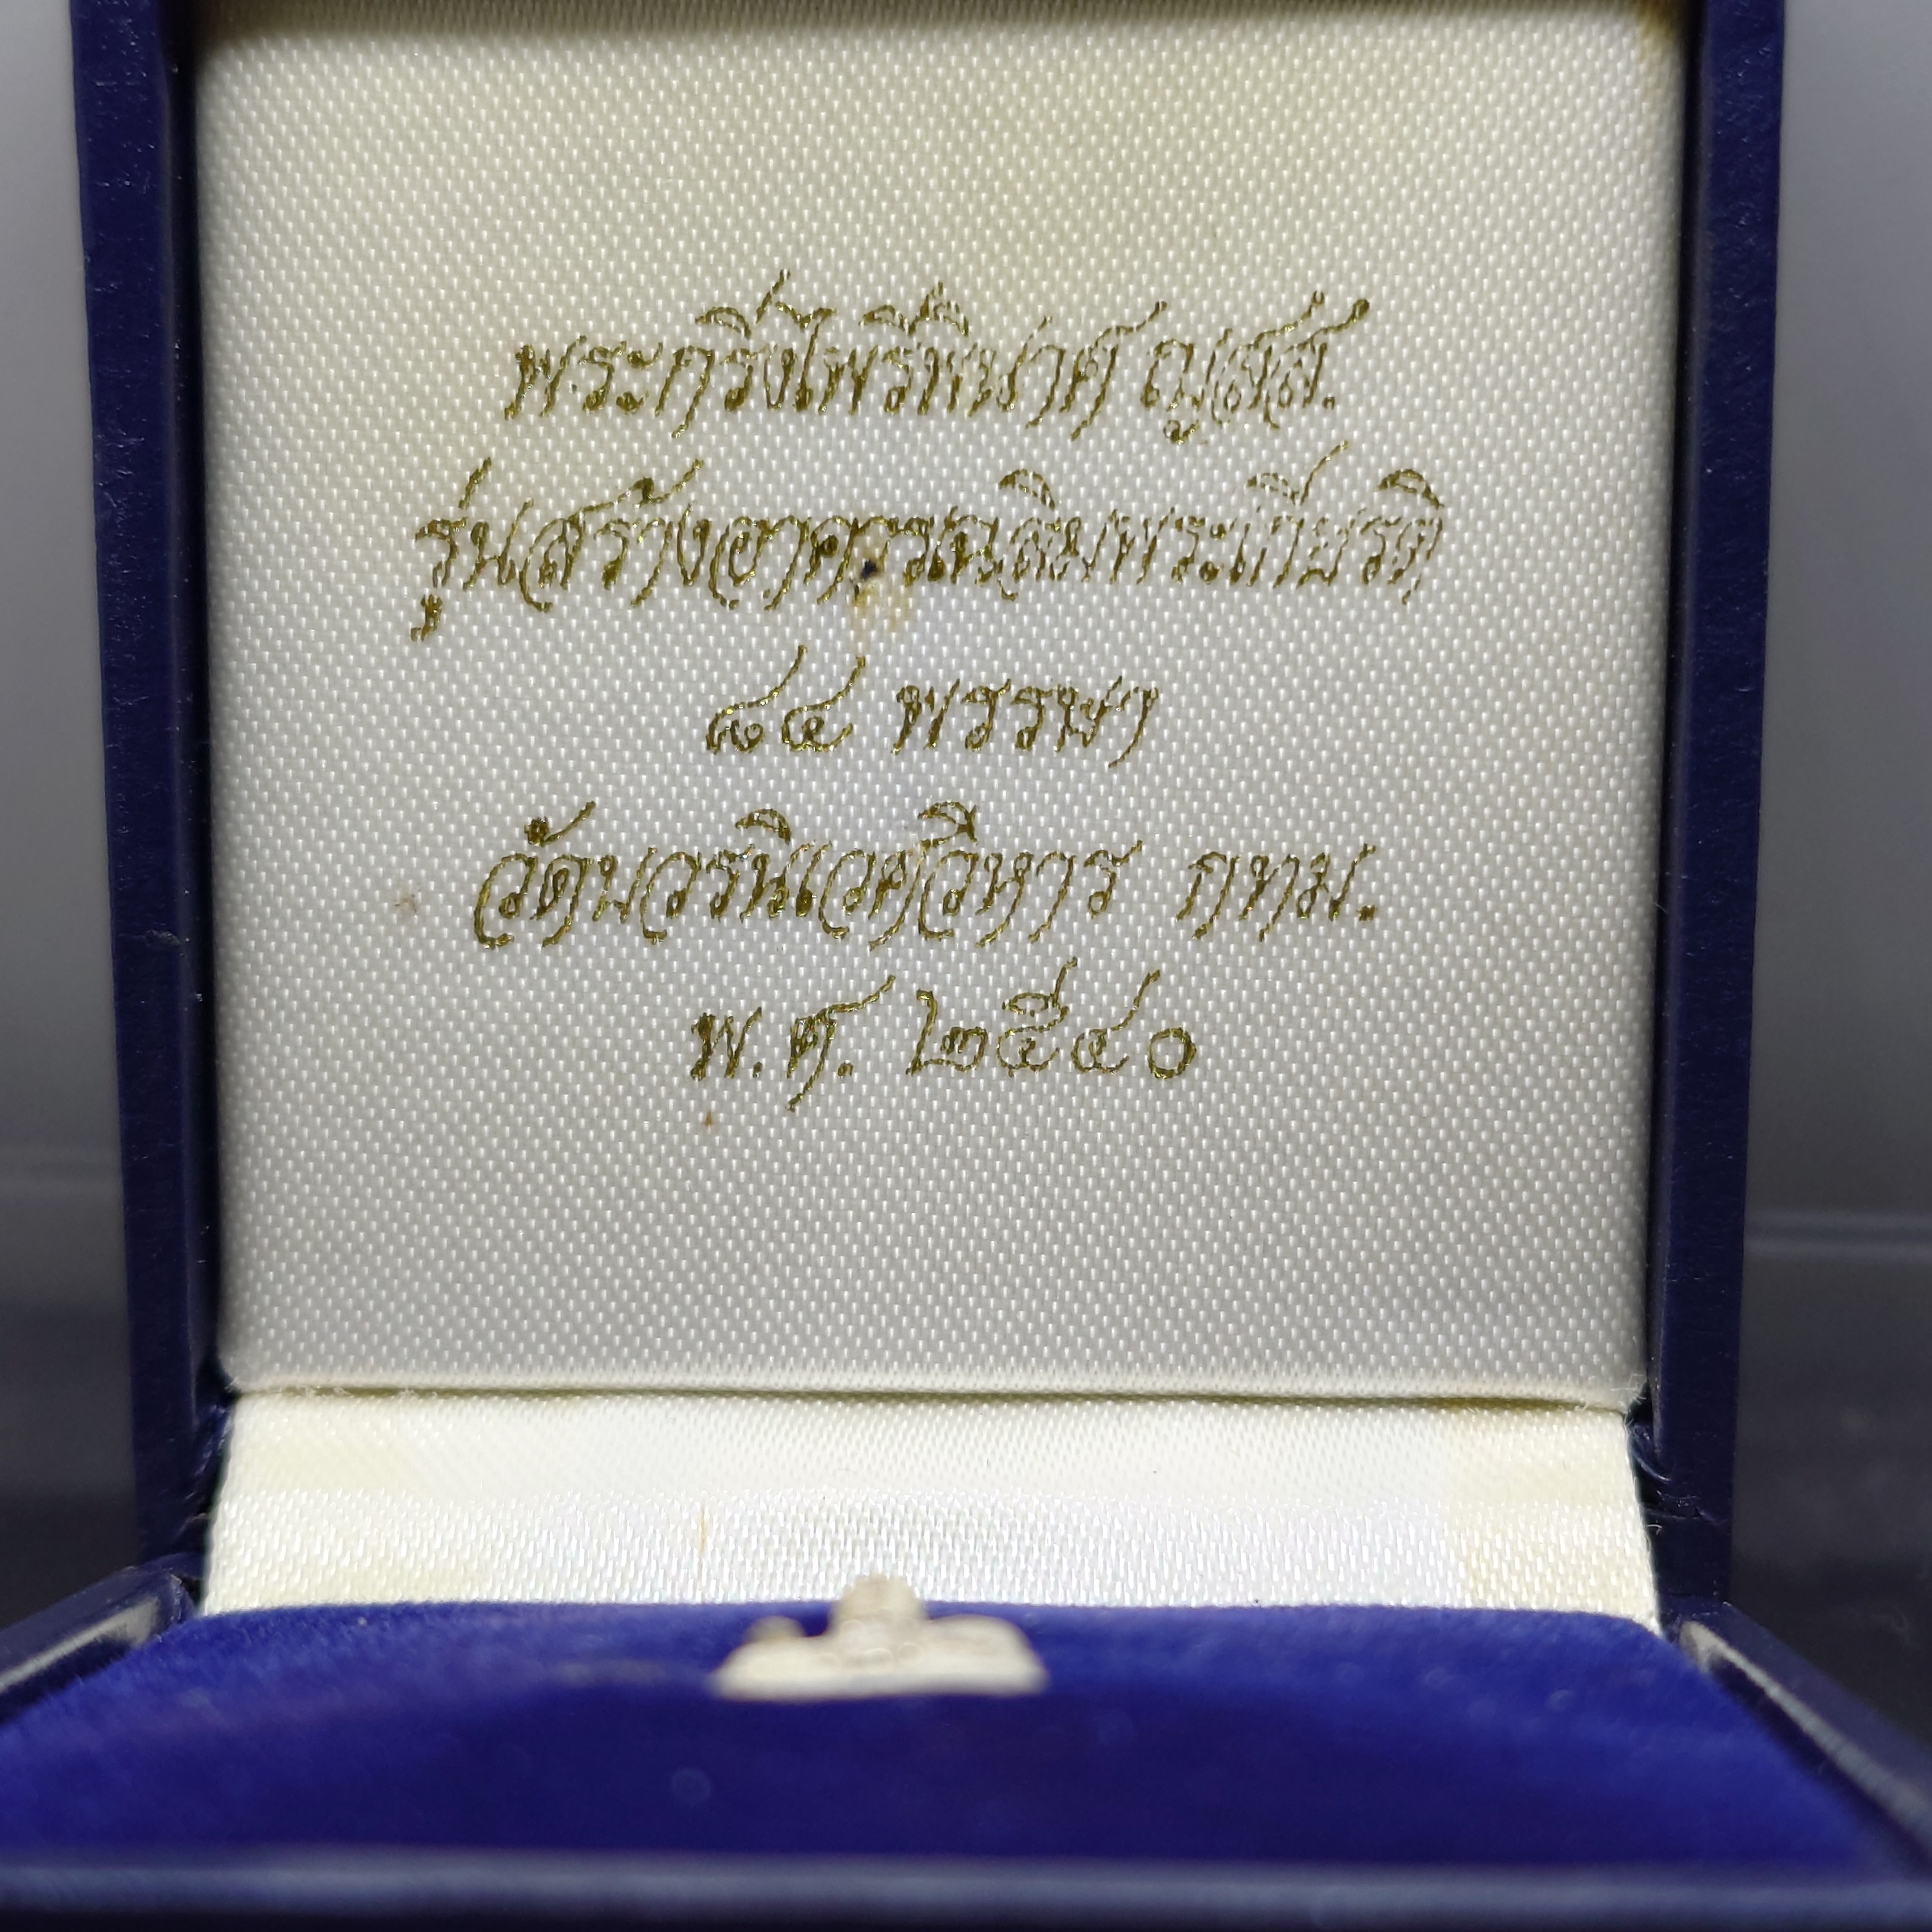 พระกริ่งไพรีพินาศ ญสส.
รุ่นสร้างอาคารเฉลิมพระเกียรติ
๘๔ พรรษา
วัดบวรนิเวศวิหาร กทม.
พ.ศ. ๒๕๔๐